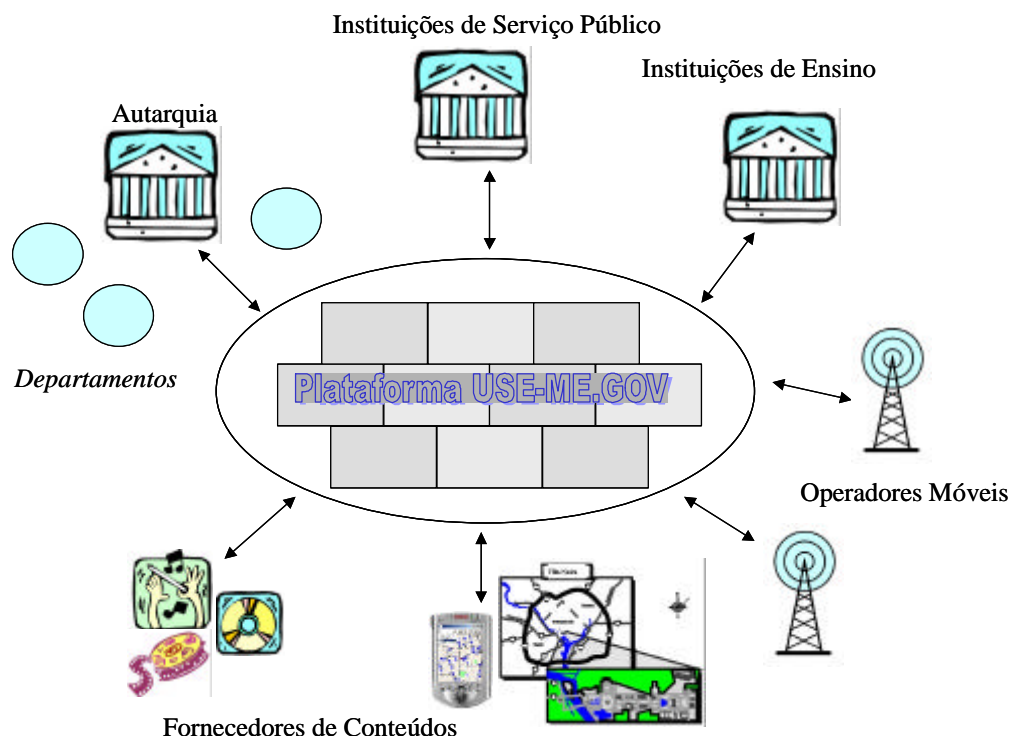 Instituições de Serviço Público
Instituições de Ensino
Autarquia
Departamentos
Plataforma USE-ME.GOV
Operadores Móveis
Fornecedores de Conteúdos